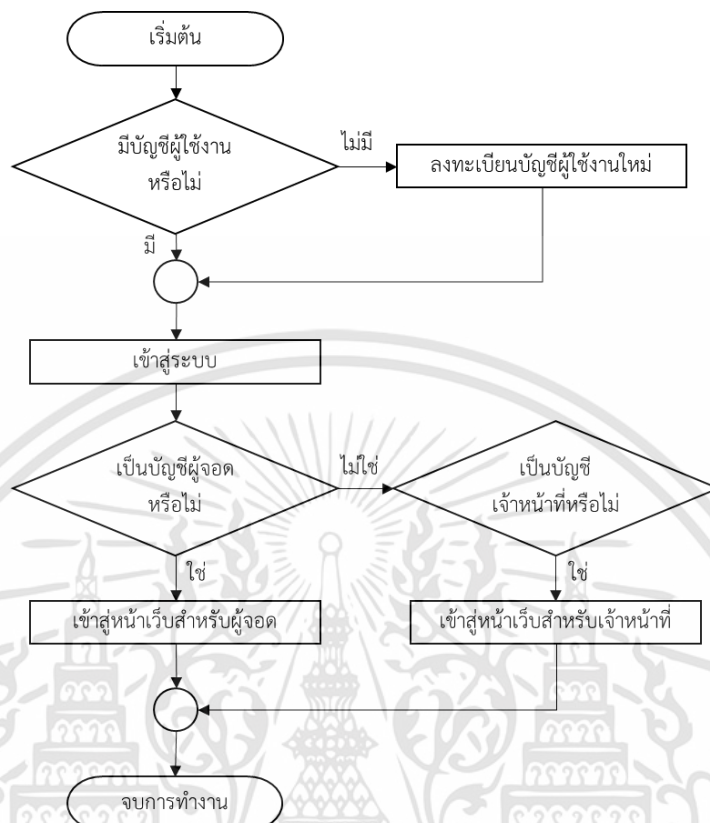 เริ่มต้น
มีบัญชีผู้ใช้งาน
หรือไม่
ไม่มี
ลงทะเบียนบัญชีผู้ใช้งานใหม่
มี
เข้าสู่ระบบ
เป็นบัญชีผู้จอด
หรือไม่
ไม่ใช่
เป็นบัญชี
เจ้าหน้าที่หรือไม่
ใช่
ใช่
เข้าสู่หน้าเว็บสำหรับผู้จอด
เข้าสู่หน้าเว็บสำหรับเจ้าหน้าที่
จบการทำงาน